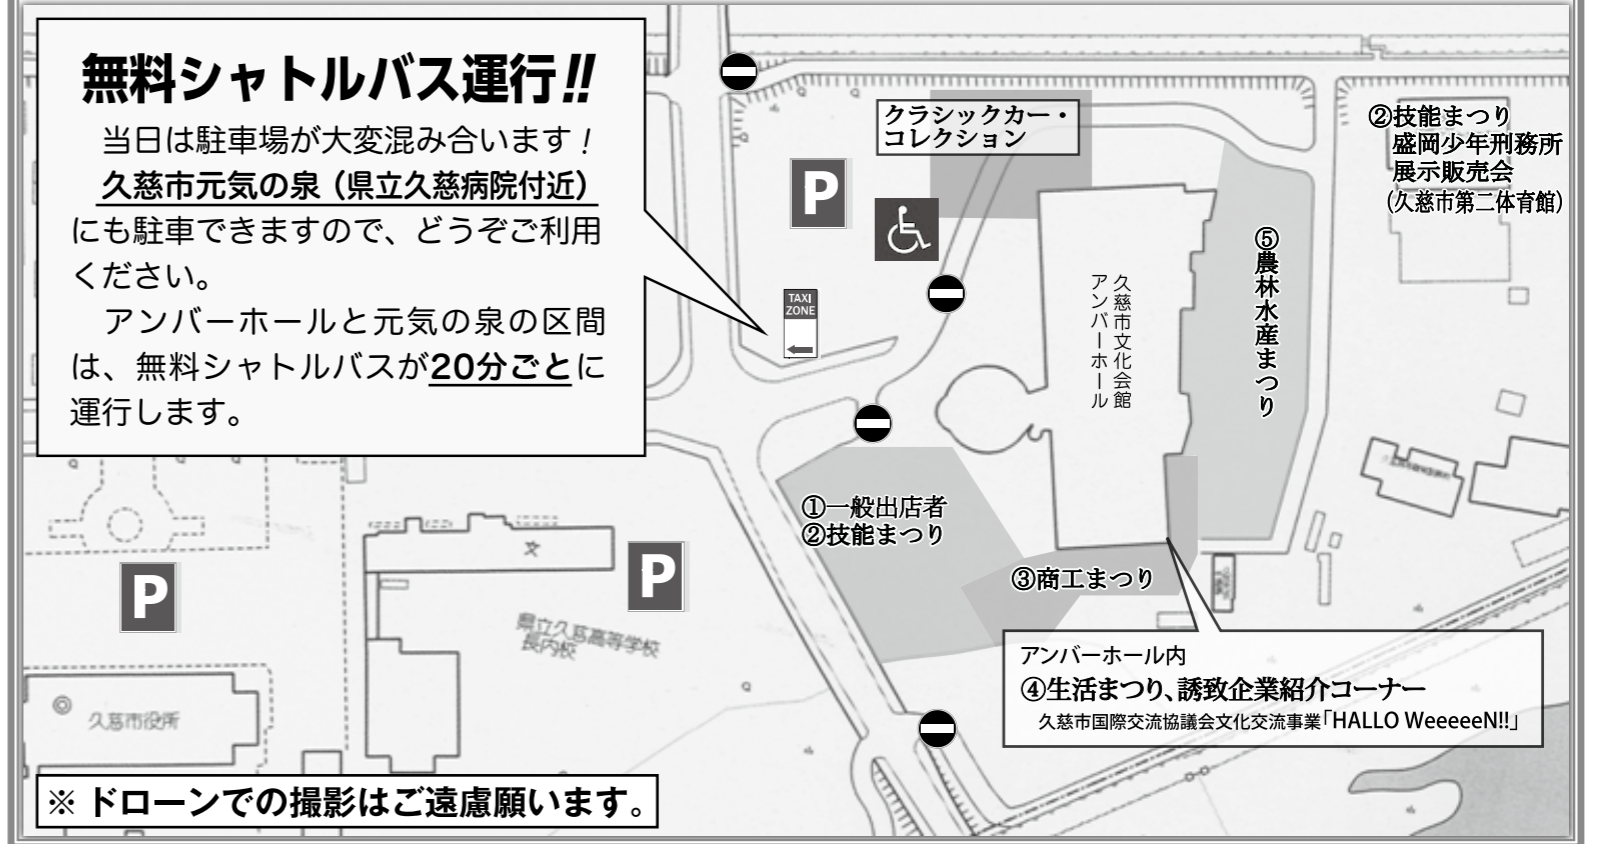 無料シャトルバス運行!!
当日は駐車場が大変混み合います！
久慈市元気の泉（県立久慈病院付近）
にも駐車できますので、どうぞご利用
ください。
アンバーホールと元気の泉の区間
は、無料シャトルバスが20分ごとに
運行します。
クラシックカー・
コレクション
P
TAXI
ZONE
久慈市文化会館
アンバーホール
⑤農林水産まつり
②技能まつり
盛岡少年刑務所
展示販売会
（久慈市第二体育館）
①一般出店者
②技能まつり
③商工まつり
アンバーホール内
④生活まつり、誘致企業紹介コーナー
久慈市国際交流協議会文化交流事業「HALLO WeeeeeN!!」
P
P
県立久慈高等学校
長内校
久慈市役所
※ ドローンでの撮影はご遠慮願います。